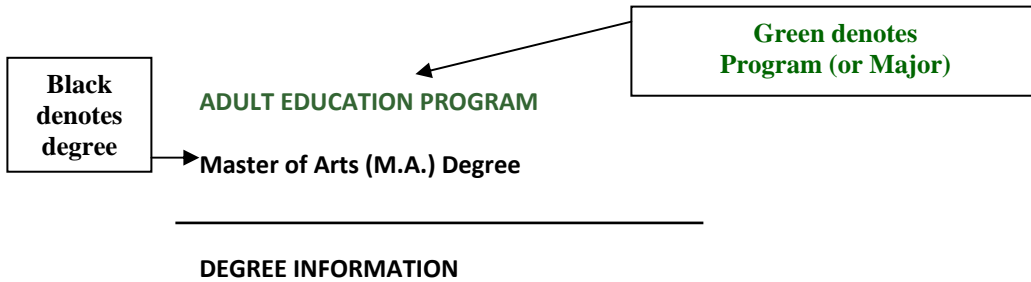 Green denotes
Program (or Major)
Black
denotes
degree
ADULT EDUCATION PROGRAM
Master of Arts (M.A.) Degree
DEGREE INFORMATION